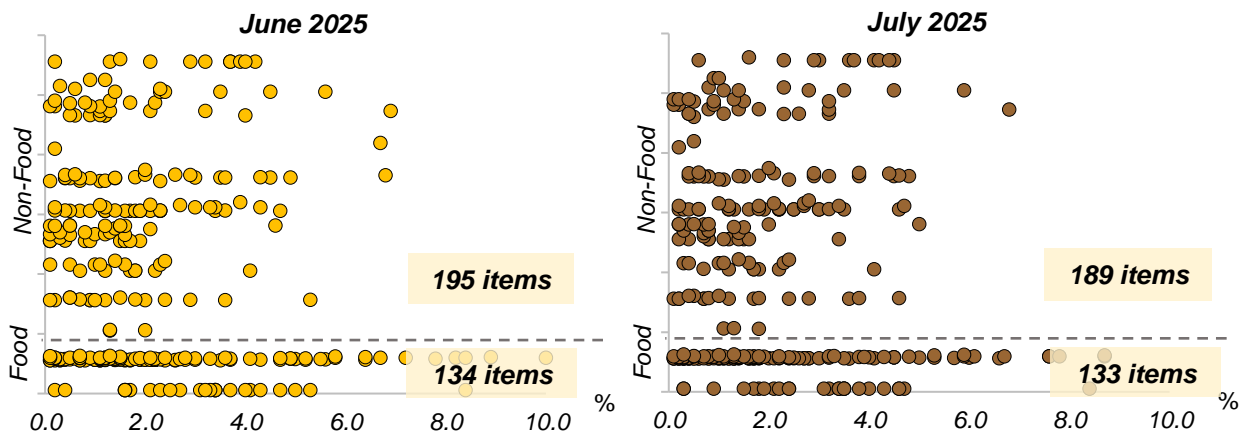 June 2025
Non-Food
Food
195 items
134 items
0.0 2.0 4.0 6.0 8.0 10.0 %
July 2025
Non-Food
Food
189 items
133 items
0.0 2.0 4.0 6.0 8.0 10.0 %